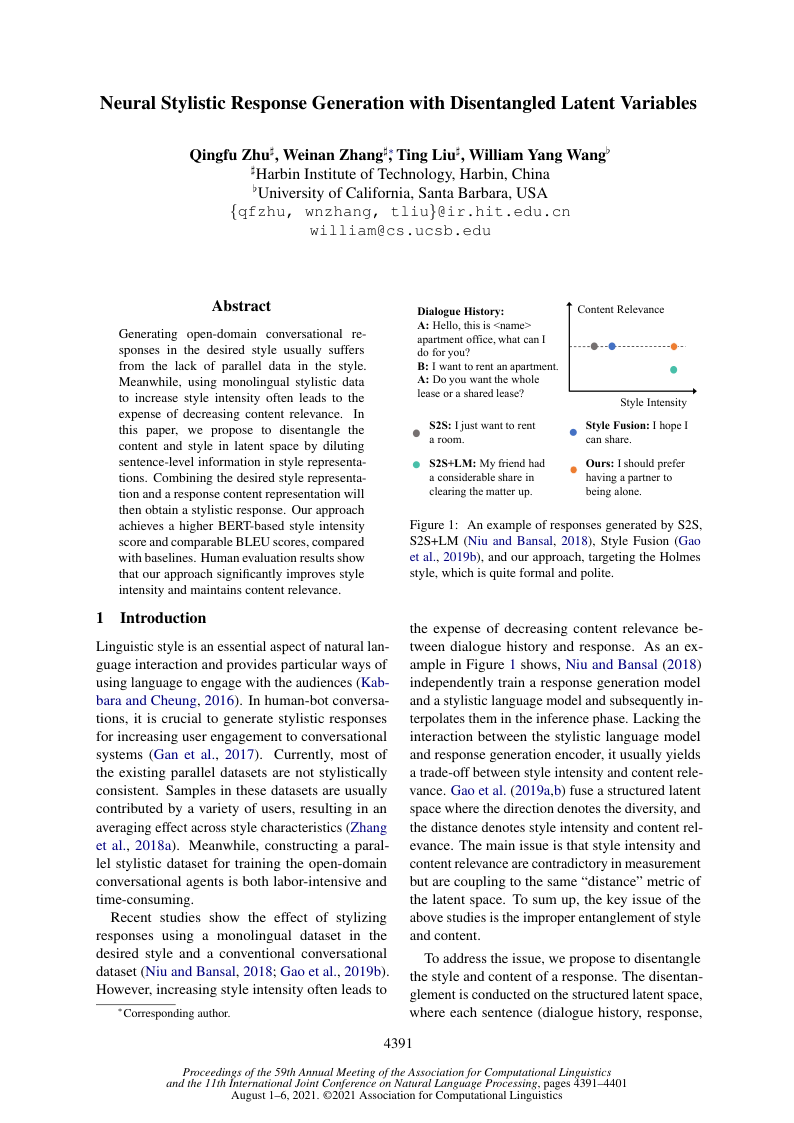 Neural Stylistic Response Generation with Disentangled Latent Variables
Qingfu Zhu♯, Weinan Zhang♯*, Ting Liu♯, William Yang Wang♭
♯Harbin Institute of Technology, Harbin, China
♭University of California, Santa Barbara, USA
{qfzhu, wnzhang, tliu}@ir.hit.edu.cn
william@cs.ucsb.edu
Abstract
Generating open-domain conversational re-
sponses in the desired style usually suffers
from the lack of parallel data in the style.
Meanwhile, using monolingual stylistic data
to increase style intensity often leads to the
expense of decreasing content relevance. In
this paper, we propose to disentangle the
content and style in latent space by diluting
sentence-level information in style representa-
tions. Combining the desired style representa-
tion and a response content representation will
then obtain a stylistic response. Our approach
achieves a higher BERT-based style intensity
score and comparable BLEU scores, compared
with baselines. Human evaluation results show
that our approach significantly improves style
intensity and maintains content relevance.
1 Introduction
Linguistic style is an essential aspect of natural lan-
guage interaction and provides particular ways of
using language to engage with the audiences (Kab-
bara and Cheung, 2016). In human-bot conversa-
tions, it is crucial to generate stylistic responses
for increasing user engagement to conversational
systems (Gan et al., 2017). Currently, most of
the existing parallel datasets are not stylistically
consistent. Samples in these datasets are usually
contributed by a variety of users, resulting in an
averaging effect across style characteristics (Zhang
et al., 2018a). Meanwhile, constructing a paral-
lel stylistic dataset for training the open-domain
conversational agents is both labor-intensive and
time-consuming.
Recent studies show the effect of stylizing
responses using a monolingual dataset in the
desired style and a conventional conversational
dataset (Niu and Bansal, 2018; Gao et al., 2019b).
However, increasing style intensity often leads to
*Corresponding author.
Dialogue History:
A: Hello, this is <name>
apartment office, what can I
do for you?
B: I want to rent an apartment.
A: Do you want the whole
lease or a shared lease?
Content Relevance
Style Intensity
S2S: I just want to rent
a room.
Style Fusion: I hope I
can share.
S2S+LM: My friend had
a considerable share in
clearing the matter up.
Ours: I should prefer
having a partner to
being alone.
Figure 1: An example of responses generated by S2S,
S2S+LM (Niu and Bansal, 2018), Style Fusion (Gao
et al., 2019b), and our approach, targeting the Holmes
style, which is quite formal and polite.
the expense of decreasing content relevance be-
tween dialogue history and response. As an ex-
ample in Figure 1 shows, Niu and Bansal (2018)
independently train a response generation model
and a stylistic language model and subsequently in-
terpolates them in the inference phase. Lacking the
interaction between the stylistic language model
and response generation encoder, it usually yields
a trade-off between style intensity and content rele-
vance. Gao et al. (2019a,b) fuse a structured latent
space where the direction denotes the diversity, and
the distance denotes style intensity and content rel-
evance. The main issue is that style intensity and
content relevance are contradictory in measurement
but are coupling to the same “distance” metric of
the latent space. To sum up, the key issue of the
above studies is the improper entanglement of style
and content.
To address the issue, we propose to disentangle
the style and content of a response. The disentan-
glement is conducted on the structured latent space,
where each sentence (dialogue history, response,
4391
Proceedings of the 59th Annual Meeting of the Association for Computational Linguistics
and the 11th International Joint Conference on Natural Language Processing, pages 4391–4401
August 1–6, 2021. ©2021 Association for Computational Linguistics